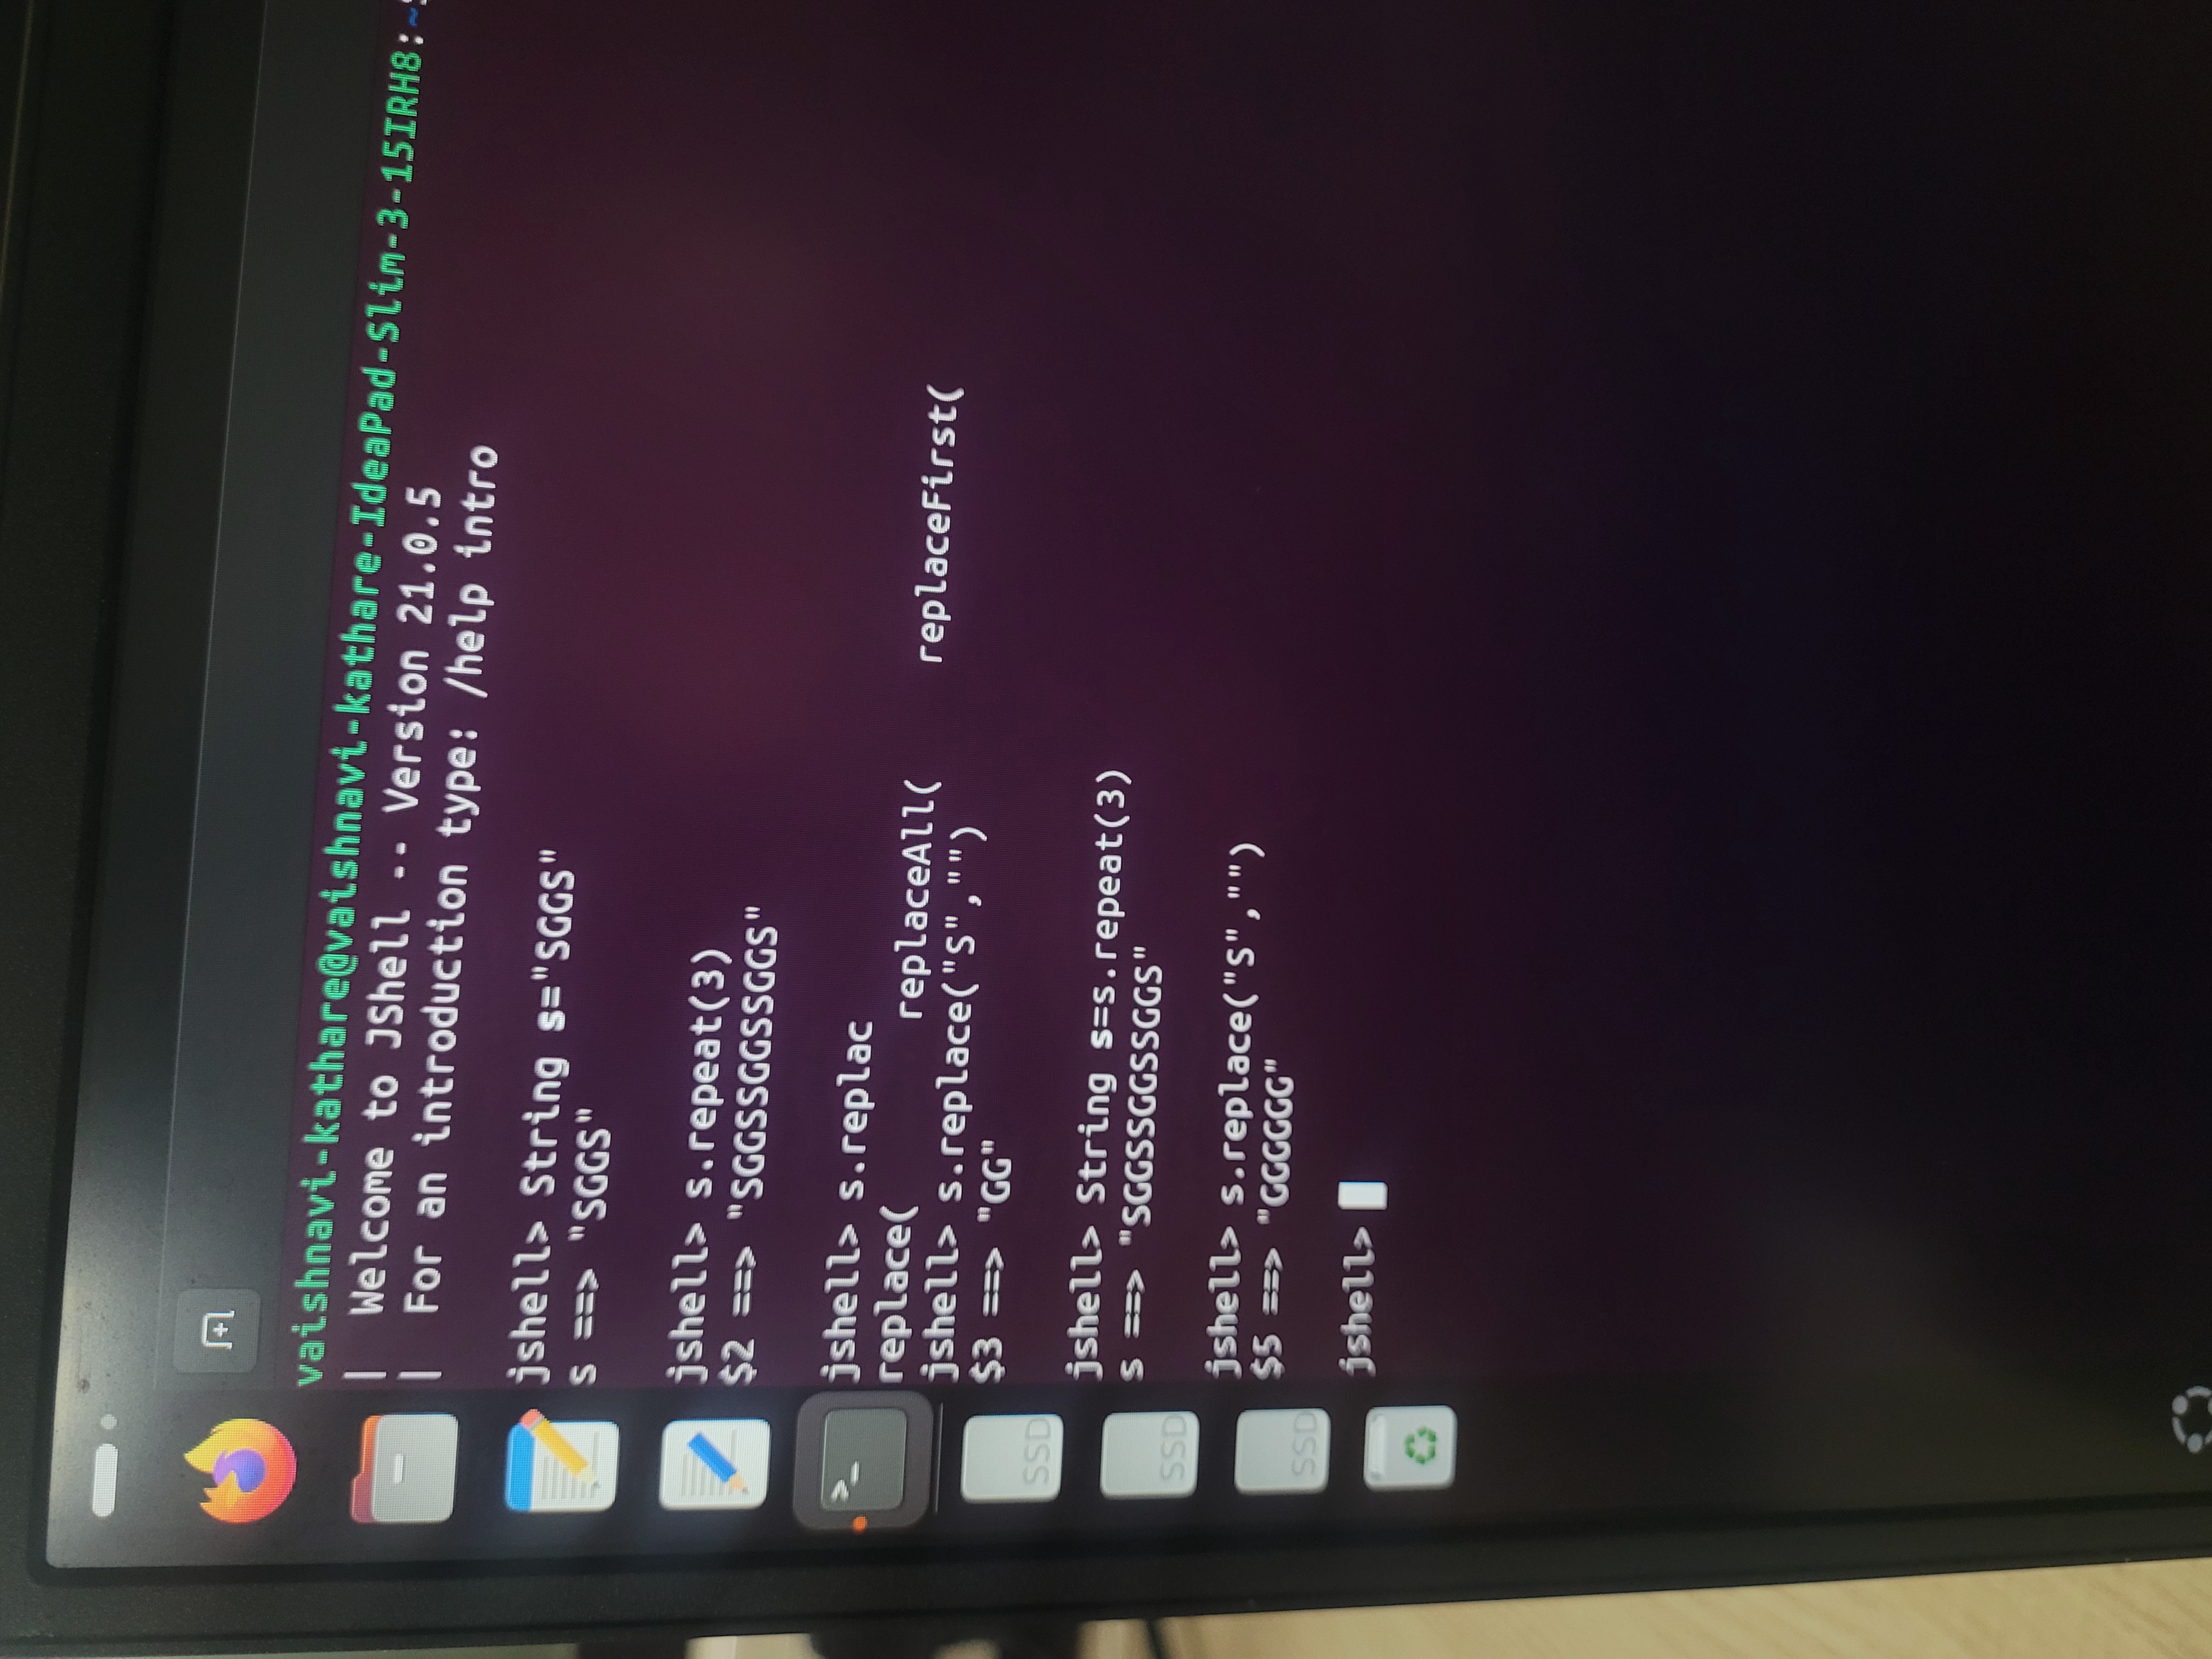 vaishnavi-kathare@vaishnavi-kathare-IdeaPad-Slim-3-15IRH8:~$
|  Welcome to JShell -- Version 21.0.5
|  For an introduction type: /help intro
jshell> String s="SGGS"
s ==> "SGGS"
jshell> s.repeat(3)
$2 ==> "SGGSSGGSSGGS"
jshell> s.replac
replace(        replaceAll(     replaceFirst(
jshell> s.replace("S","")
$3 ==> "GG"
jshell> String s=s.repeat(3)
s ==> "SGGSSGGSSGGS"
jshell> s.replace("S","")
$5 ==> "GGGGGG"
jshell>
SSD
SSD
SSD